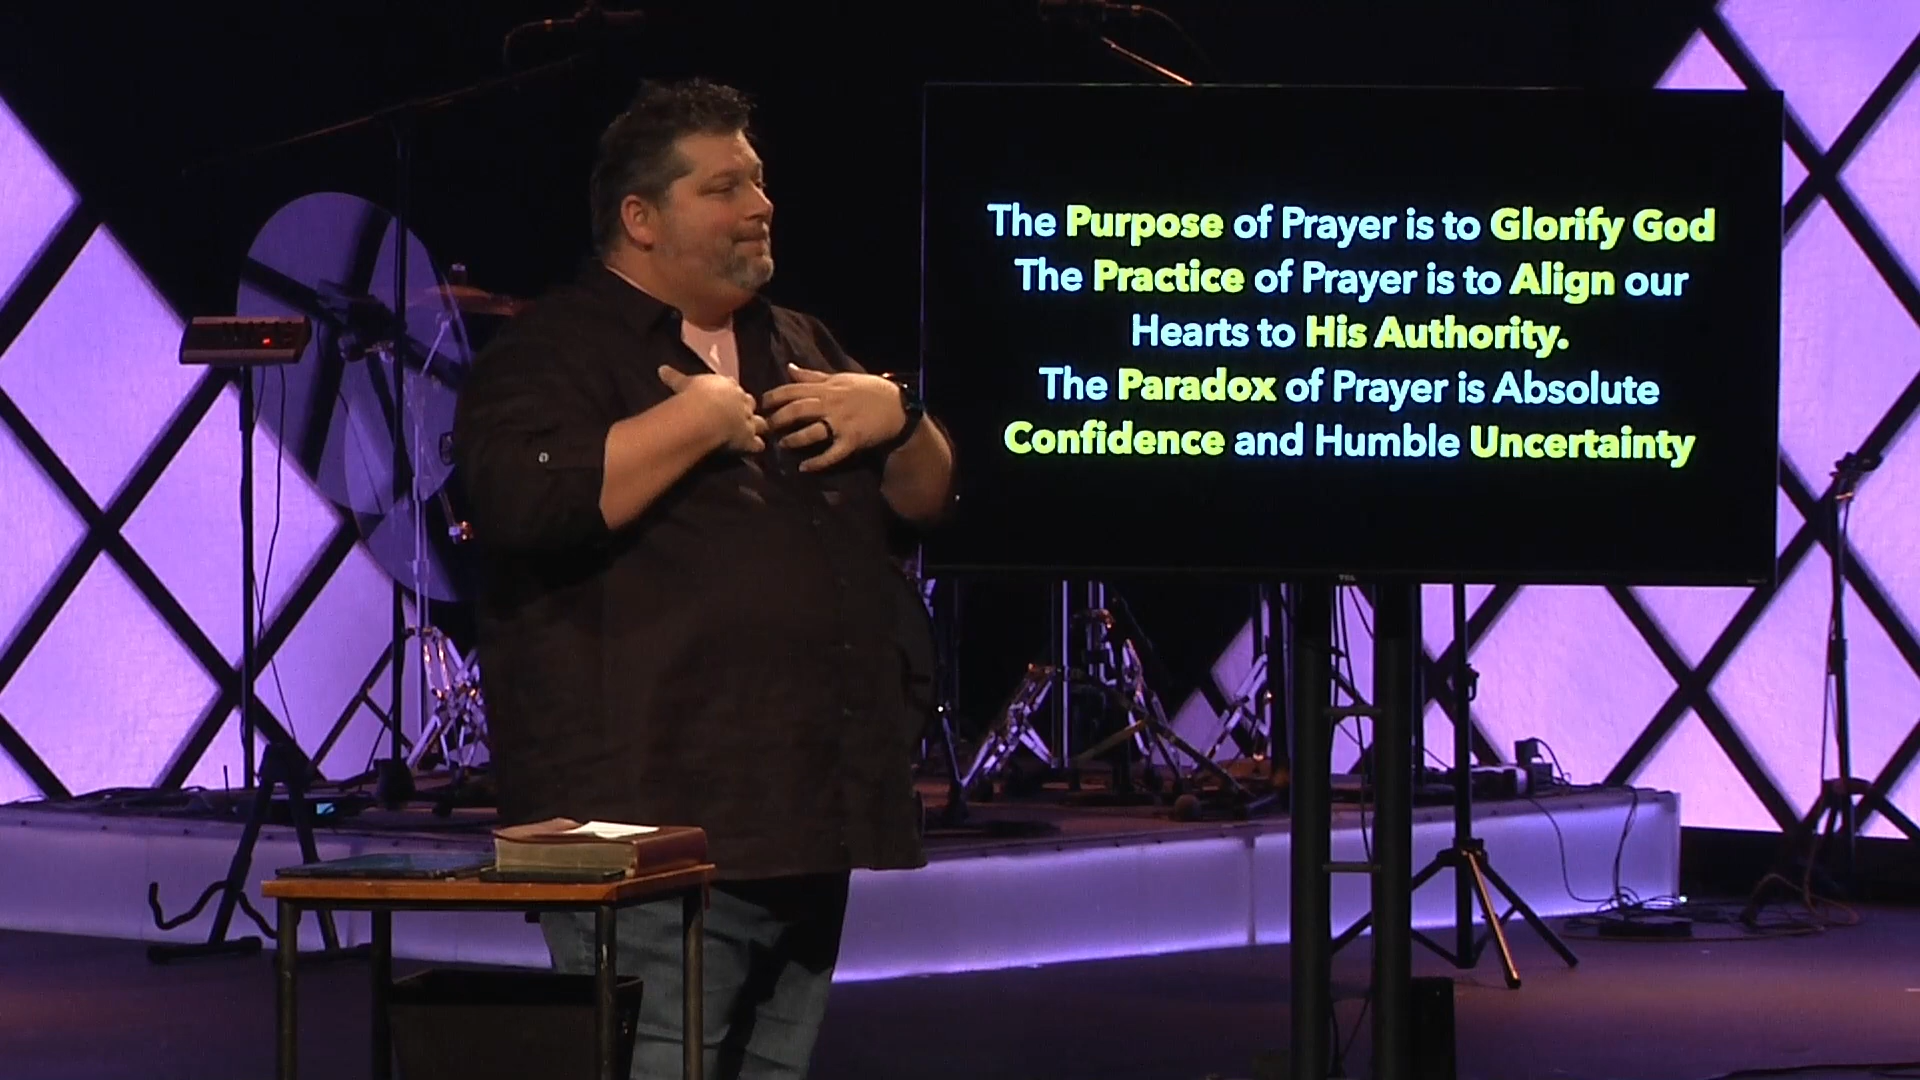 The Purpose of Prayer is to Glorify God
The Practice of Prayer is to Align our
Hearts to His Authority.
The Paradox of Prayer is Absolute
Confidence and Humble Uncertainty
TCL